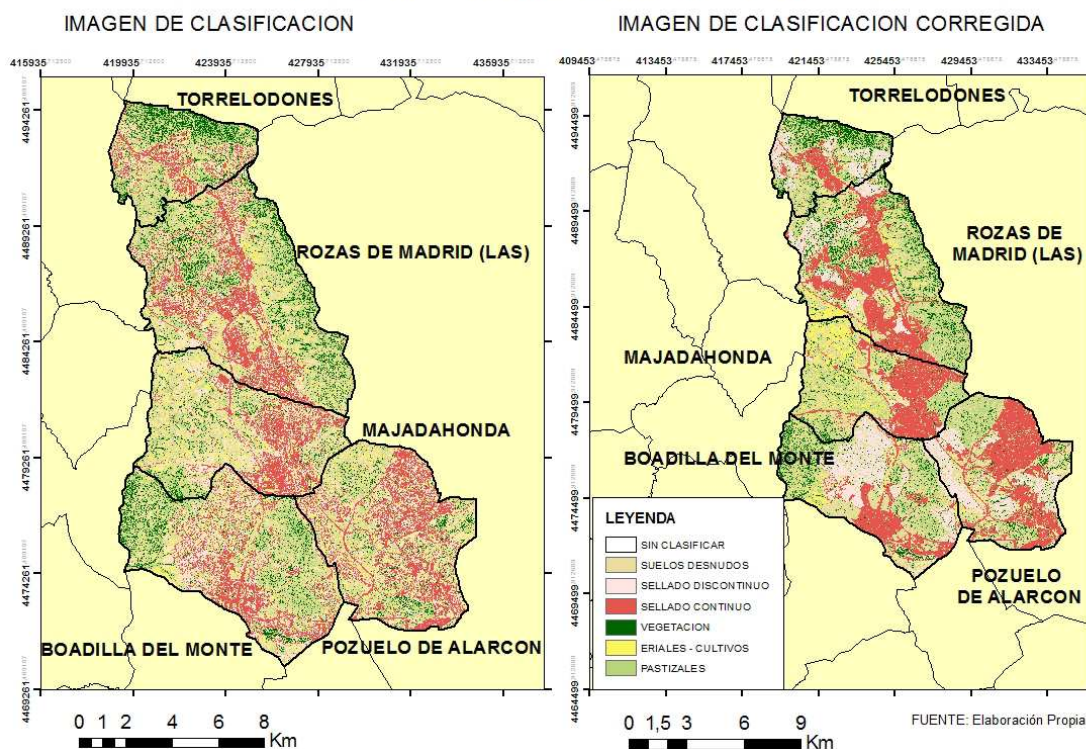 IMAGEN DE CLASIFICACION
415935 419935 423935 427935 431935 435935
4494261
4489261
4484261
4479261
4474261
4469261
TORRELODONES
ROZAS DE MADRID (LAS)
MAJADAHONDA
BOADILLA DEL MONTE
POZUELO DE ALARCON
0 1 2 4 6 8
Km
IMAGEN DE CLASIFICACION CORREGIDA
409453 413453 417453 421453 425453 429453 433453
4494499
4489499
4484499
4479499
4474499
4469499
4464499
TORRELODONES
ROZAS DE
MADRID (LAS)
MAJADAHONDA
BOADILLA DEL MONTE
POZUELO
DE ALARCON
LEYENDA
SIN CLASIFICAR
SUELOS DESNUDOS
SELLADO DISCONTINUO
SELLADO CONTINUO
VEGETACION
ERIALES - CULTIVOS
PASTIZALES
0 1,5 3 6 9
Km
FUENTE: Elaboración Propia